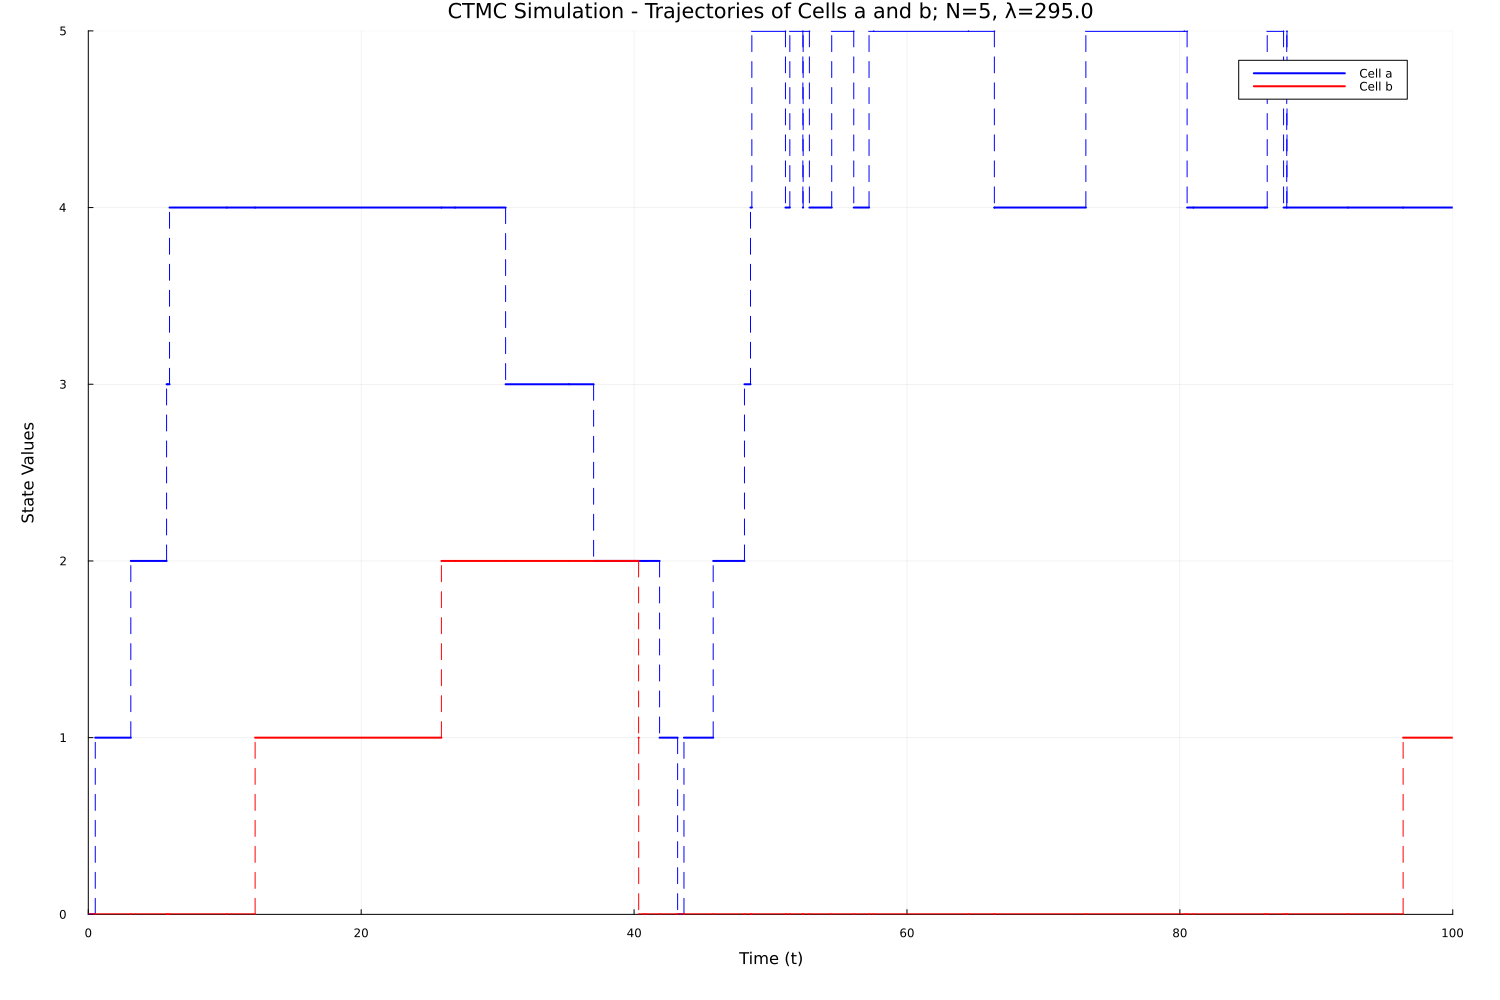 CTMC Simulation - Trajectories of Cells a and b; N=5, λ=295.0
5
Cell a
Cell b
4
3
State Values
2
1
0
0 20 40 60 80 100
Time (t)